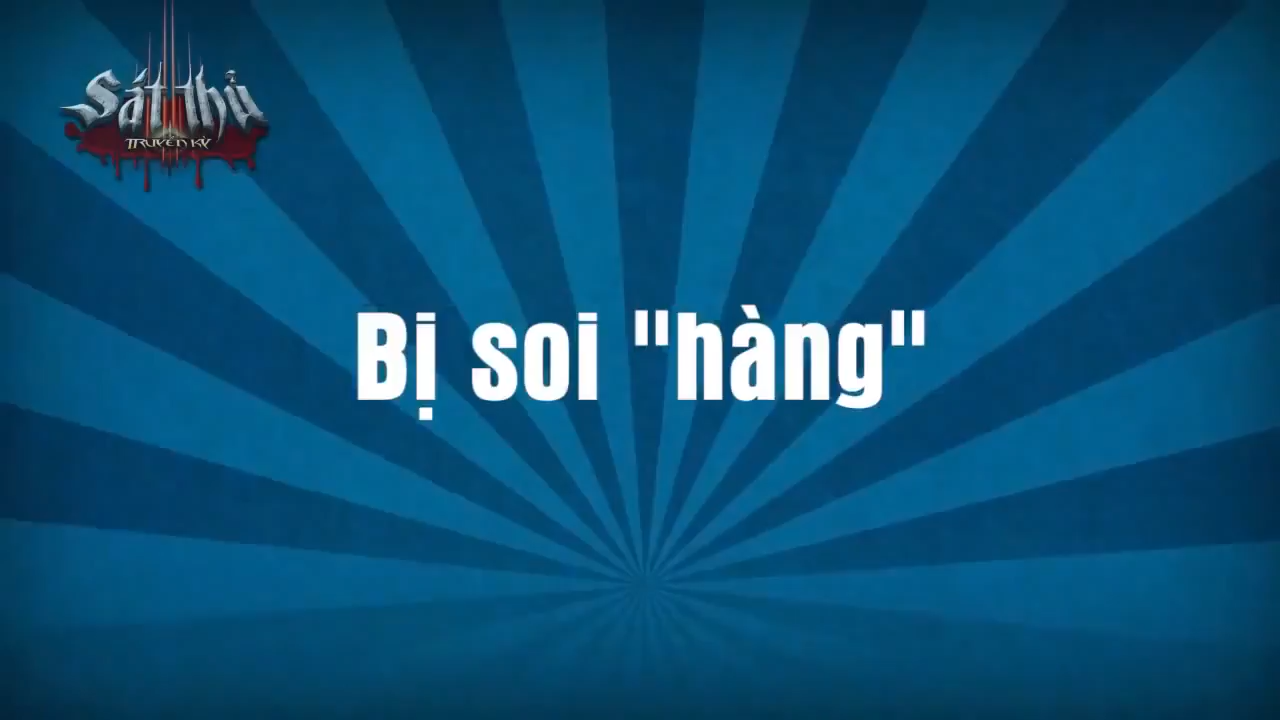 Sát thủ
TRUYỀN KỲ
Bị soi "hàng"